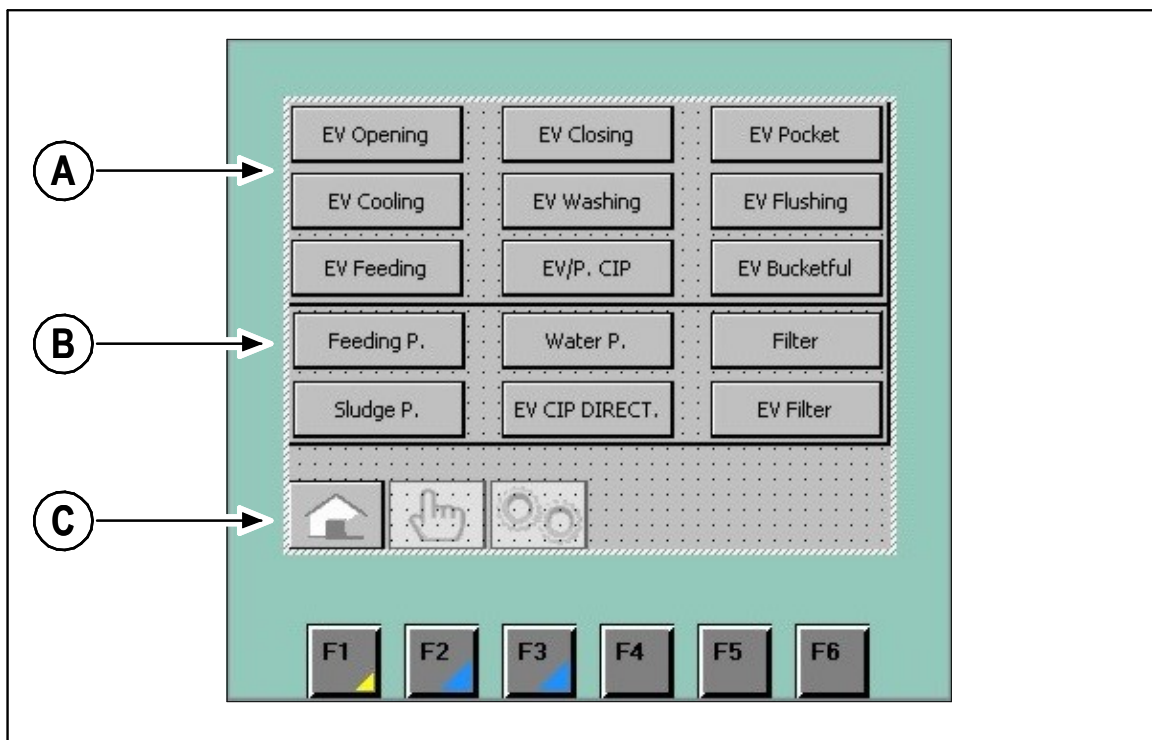 A
EV Opening EV Closing EV Pocket
EV Cooling EV Washing EV Flushing
EV Feeding EV/P. CIP EV Bucketful
B
Feeding P. Water P. Filter
Sludge P. EV CIP DIRECT. EV Filter
C
F1 F2 F3 F4 F5 F6